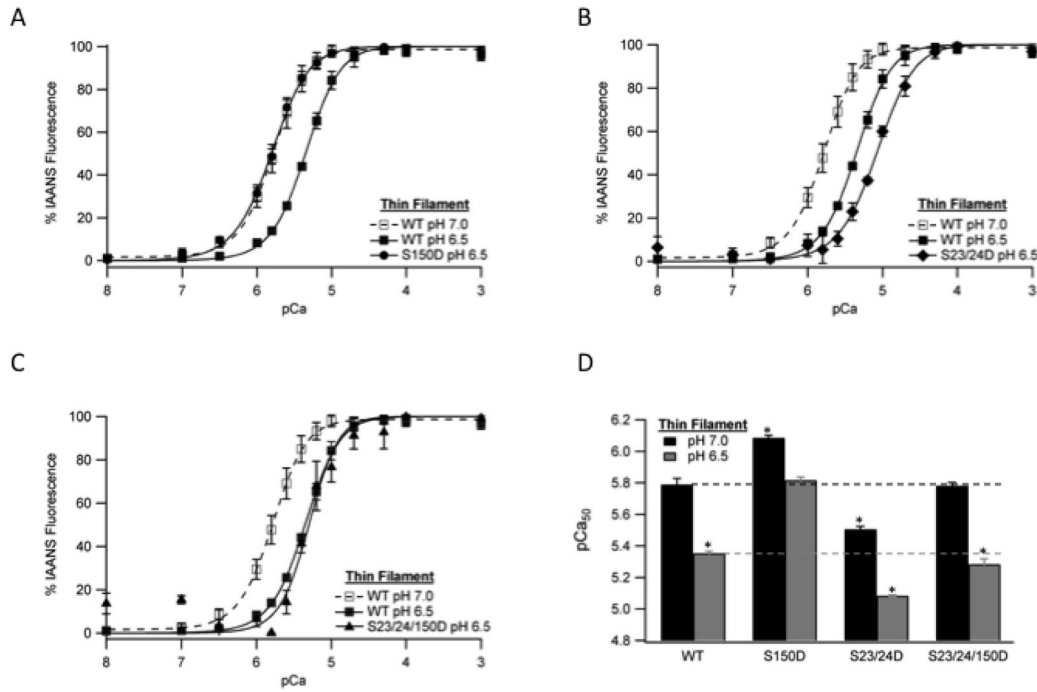 A
% IAANS Fluorescence
100
80
60
40
20
0
Thin Filament
WT pH 7.0
WT pH 6.5
S150D pH 6.5
8 7 6 5 4 3
pCa
B
% IAANS Fluorescence
100
80
60
40
20
0
Thin Filament
WT pH 7.0
WT pH 6.5
S23/24D pH 6.5
8 7 6 5 4 3
pCa
C
% IAANS Fluorescence
100
80
60
40
20
0
Thin Filament
WT pH 7.0
WT pH 6.5
S23/24/150D pH 6.5
8 7 6 5 4 3
pCa
D
pCa50
6.2
6.0
5.8
5.6
5.4
5.2
5.0
4.8
Thin Filament
pH 7.0
pH 6.5
* * * * *
WT S150D S23/24D S23/24/150D